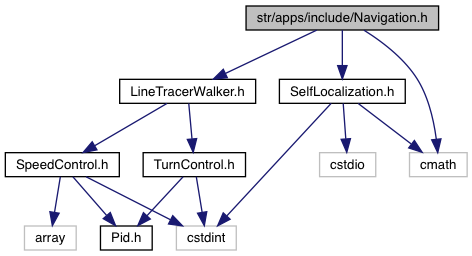 str/apps/include/Navigation.h
LineTracerWalker.h
SelfLocalization.h
SpeedControl.h
TurnControl.h
cstdio
cmath
array
Pid.h
cstdint